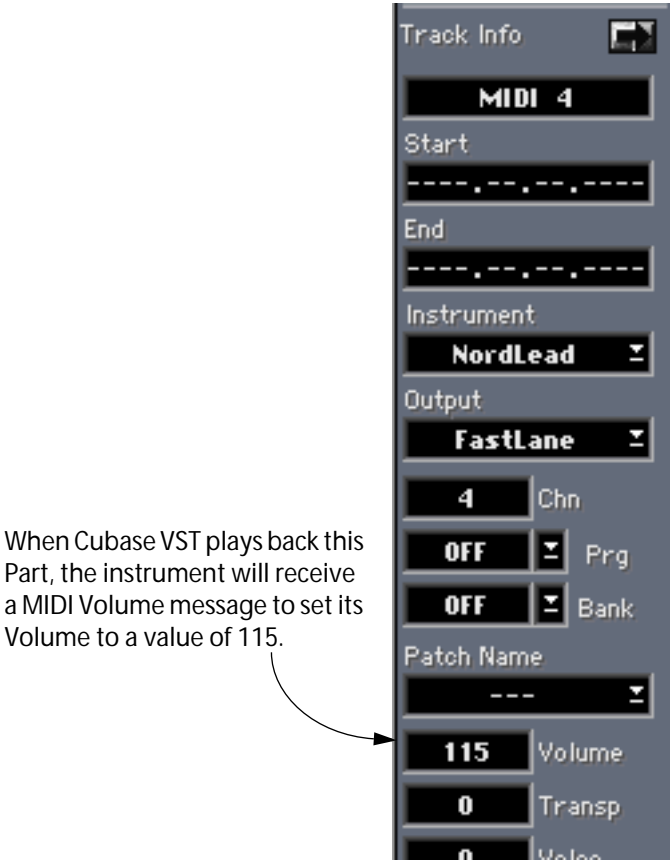 Track Info
MIDI 4
Start
----.--.--.----
End
----.--.--.----
Instrument
NordLead
Output
FastLane
4 Chn
OFF Prg
OFF Bank
Patch Name
---
When Cubase VST plays back this
Part, the instrument will receive
a MIDI Volume message to set its
Volume to a value of 115.
115 Volume
0 Transp
0